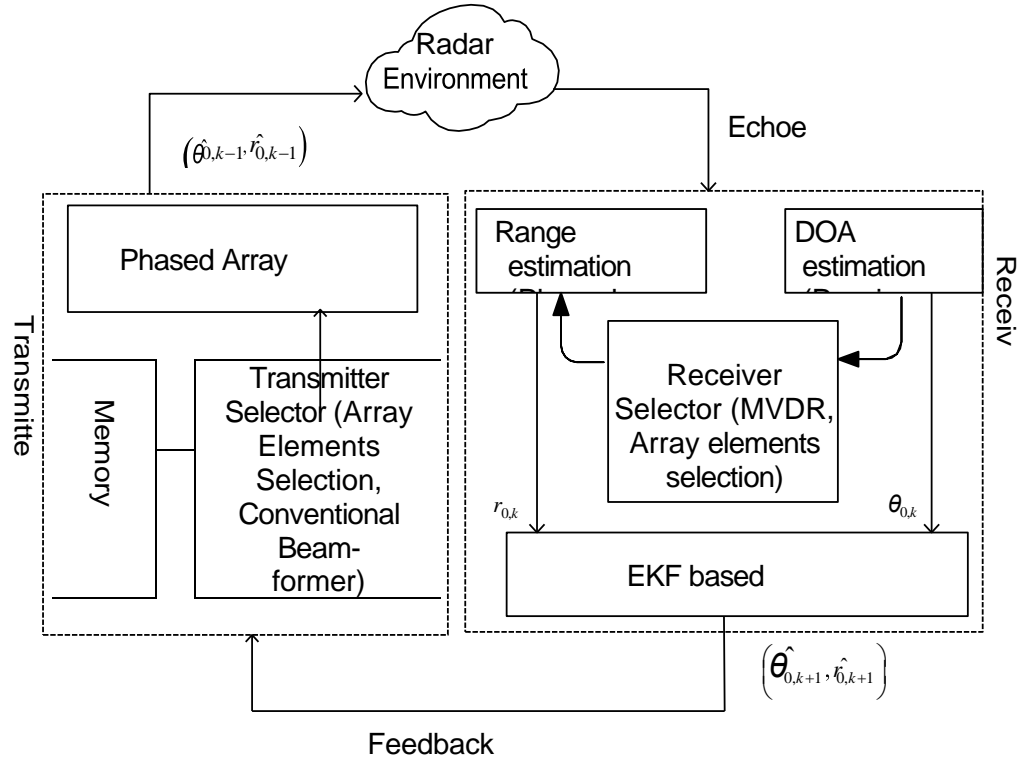 Radar
Environment
Echoe
(θ̂0,k−1, r̂0,k−1)
Phased Array
Transmitte
Memory
Transmitter
Selector (Array
Elements
Selection,
Conventional
Beam-
former)
Range
estimation
DOA
estimation
Receiv
Receiver
Selector (MVDR,
Array elements
selection)
r0,k
θ0,k
EKF based
(θ̂0,k+1, r̂0,k+1)
Feedback